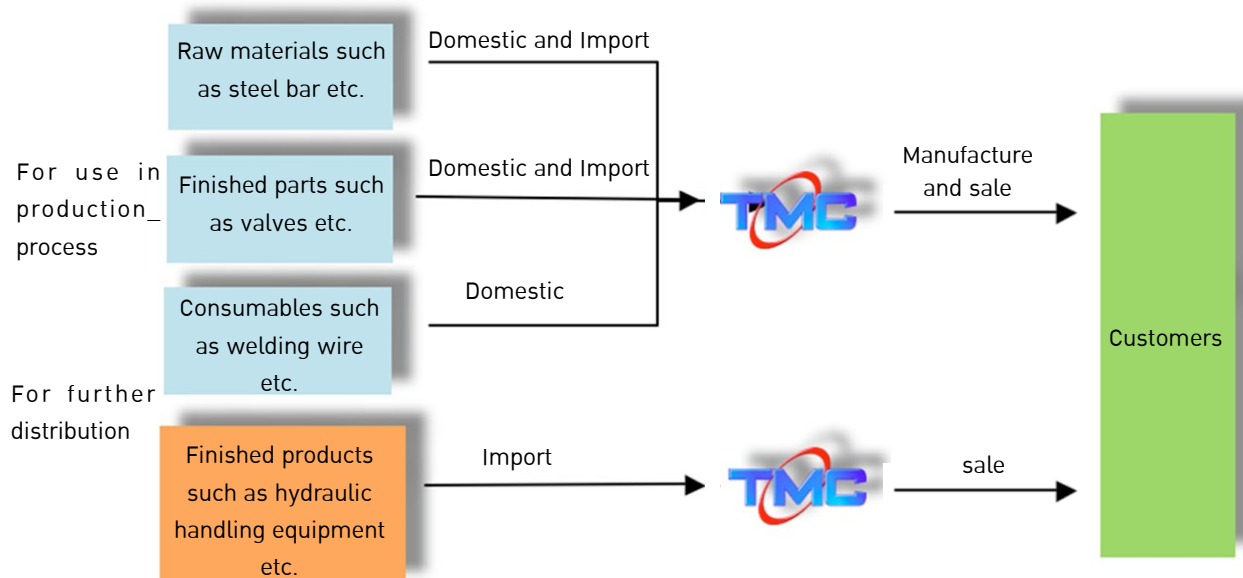 Raw materials such
as steel bar etc.
Domestic and Import
For use in
production_
process
Finished parts such
as valves etc.
Domestic and Import
TMC
Manufacture
and sale
Consumables such
as welding wire
etc.
Domestic
Customers
For further
distribution
Finished products
such as hydraulic
handling equipment
etc.
Import
TMC
sale